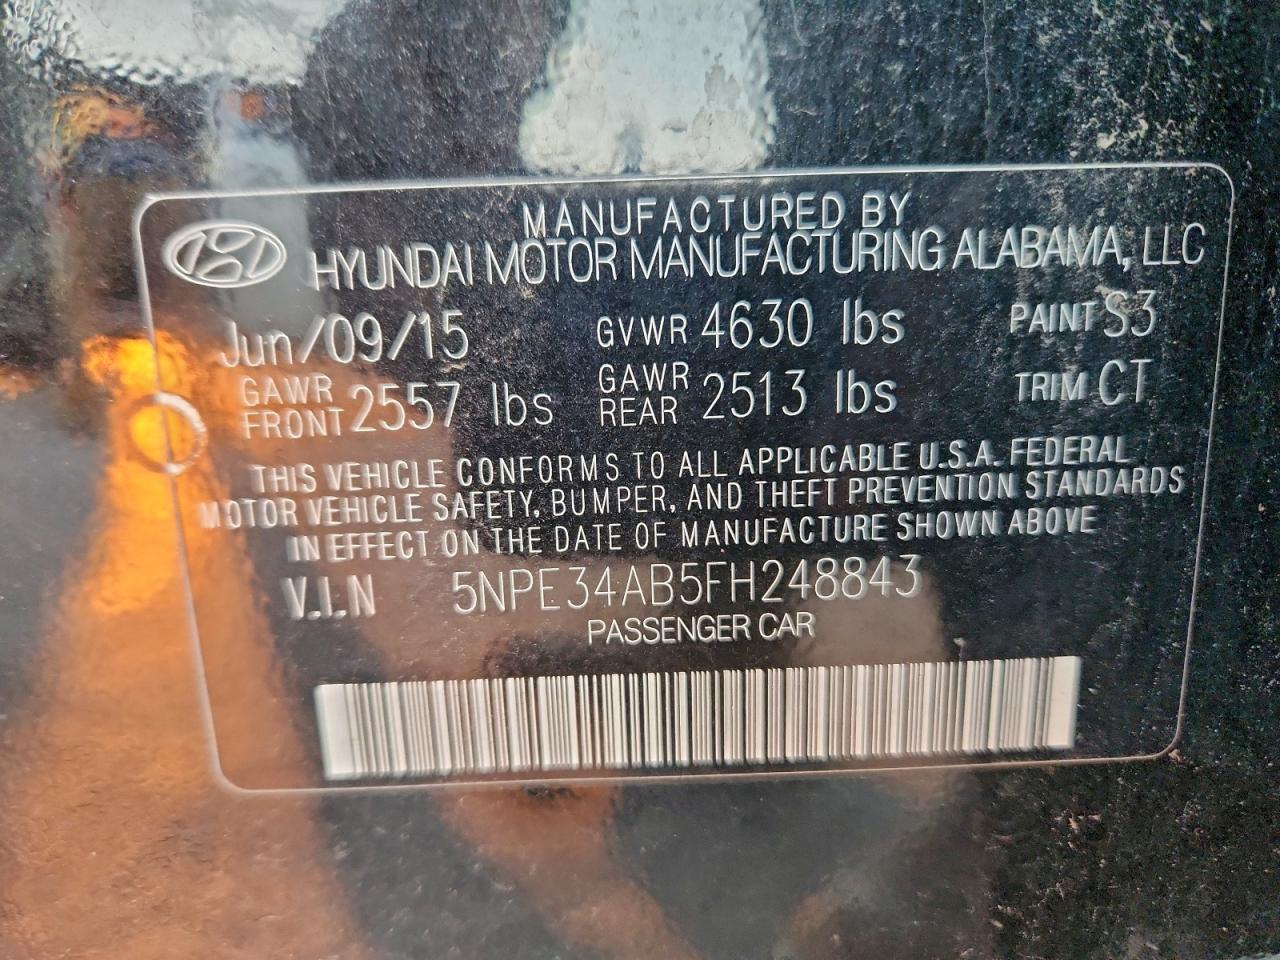 MANUFACTURED BY
HYUNDAI MOTOR MANUFACTURING ALABAMA, LLC
Jun/09/15 GVWR 4630 lbs PAINT S3
GAWR FRONT 2557 lbs GAWR REAR 2513 lbs TRIM CT
THIS VEHICLE CONFORMS TO ALL APPLICABLE U.S.A. FEDERAL
MOTOR VEHICLE SAFETY, BUMPER, AND THEFT PREVENTION STANDARDS
IN EFFECT ON THE DATE OF MANUFACTURE SHOWN ABOVE
V.I.N 5NPE34AB5FH248843
PASSENGER CAR